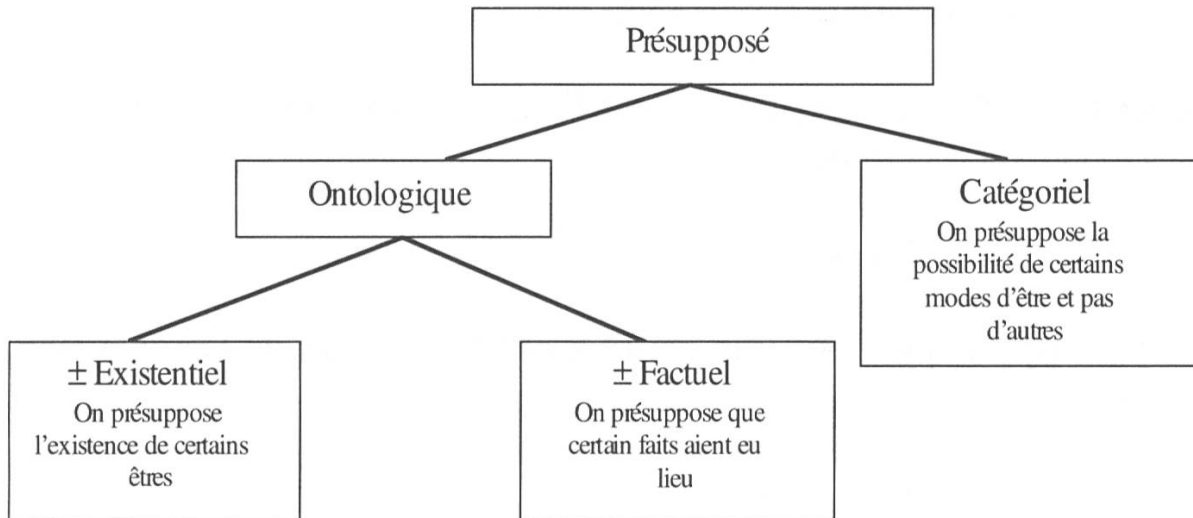 Présupposé
Ontologique
Catégoriel
On présuppose la
possibilité de certains
modes d'être et pas
d'autres
± Existentiel
On présuppose
l'existence de certains
êtres
± Factuel
On présuppose que
certain faits aient eu
lieu